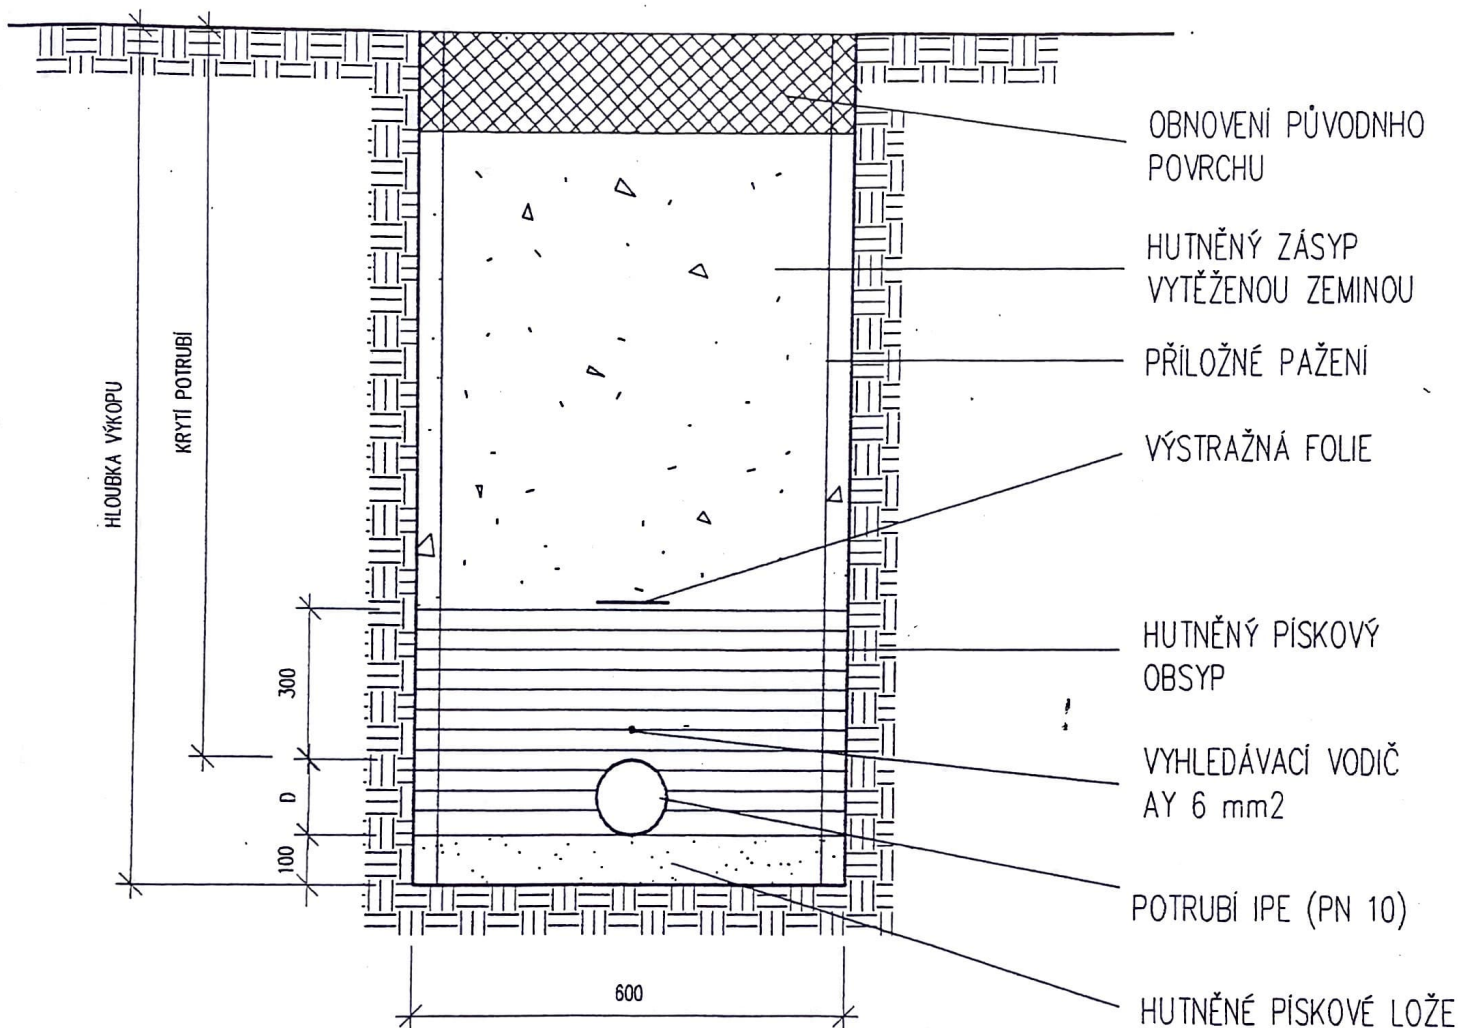 OBNOVENÍ PŮVODNHO
POVRCHU
HUTNĚNÝ ZÁSYP
VYTĚŽENOU ZEMINOU
PŘÍLOŽNÉ PAŽENÍ
VÝSTRAŽNÁ FOLIE
HUTNĚNÝ PÍSKOVÝ
OBSYP
VYHLEDÁVACÍ VODIČ
AY 6 mm2
POTRUBÍ IPE (PN 10)
HUTNĚNÉ PÍSKOVÉ LOŽE
HLOUBKA VÝKOPU
KRYTÍ POTRUBÍ
300
D
100
600